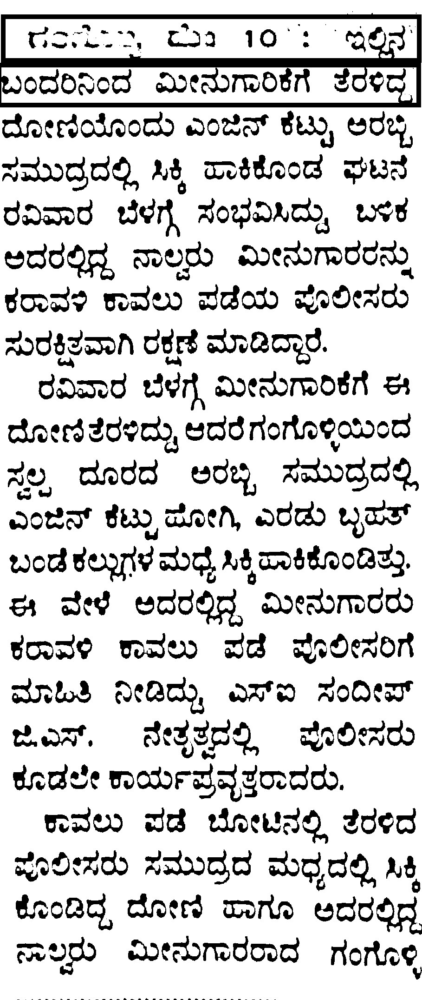 10 : ಇಲ್ಲಿನ
ಬಂದರಿನಿಂದ ಮೀನುಗಾರಿಕೆಗೆ ತೆರಳಿದ್ದ
ದೋಣಿಯೊಂದು ಎಂಜಿನ್ ಕೆಟ್ಟು ಅರಬ್ಬಿ
ಸಮುದ್ರದಲ್ಲಿ ಸಿಕ್ಕಿ ಹಾಕಿಕೊಂಡ ಘಟನೆ
ರವಿವಾರ ಬೆಳಗ್ಗೆ ಸಂಭವಿಸಿದ್ದು, ಬಳಿಕ
ಅದರಲ್ಲಿದ್ದ ನಾಲ್ವರು ಮೀನುಗಾರರನ್ನು
ಕರಾವಳಿ ಕಾವಲು ಪಡೆಯ ಪೊಲೀಸರು
ಸುರಕ್ಷಿತವಾಗಿ ರಕ್ಷಣೆ ಮಾಡಿದ್ದಾರೆ.
ರವಿವಾರ ಬೆಳಗ್ಗೆ ಮೀನುಗಾರಿಕೆಗೆ ಈ
ದೋಣಿ ತೆರಳಿದ್ದು, ಆದರೆ ಗಂಗೊಳ್ಳಿಯಿಂದ
ಸ್ವಲ್ಪ ದೂರದ ಅರಬ್ಬಿ ಸಮುದ್ರದಲ್ಲಿ
ಎಂಜಿನ್ ಕೆಟ್ಟು ಹೋಗಿ, ಎರಡು ಬೃಹತ್
ಬಂಡೆ ಕಲ್ಲುಗಳ ಮಧ್ಯೆ ಸಿಕ್ಕಿ ಹಾಕಿಕೊಂಡಿತ್ತು.
ಈ ವೇಳೆ ಅದರಲ್ಲಿದ್ದ ಮೀನುಗಾರರು
ಕರಾವಳಿ ಕಾವಲು ಪಡೆ ಪೊಲೀಸರಿಗೆ
ಮಾಹಿತಿ ನೀಡಿದ್ದು, ಎಸ್‌ಐ ಸಂದೀಪ್
ಜಿ.ಎಸ್. ನೇತೃತ್ವದಲ್ಲಿ ಪೊಲೀಸರು
ಕೂಡಲೇ ಕಾರ್ಯಪ್ರವೃತ್ತರಾದರು.
ಕಾವಲು ಪಡೆ ಬೋಟಿನಲ್ಲಿ ತೆರಳಿದ
ಪೊಲೀಸರು ಸಮುದ್ರದ ಮಧ್ಯದಲ್ಲಿ ಸಿಕ್ಕಿ
ಕೊಂಡಿದ್ದ ದೋಣಿ ಹಾಗೂ ಅದರಲ್ಲಿದ್ದ
ನಾಲ್ವರು ಮೀನುಗಾರರಾದ ಗಂಗೊಳ್ಳಿ